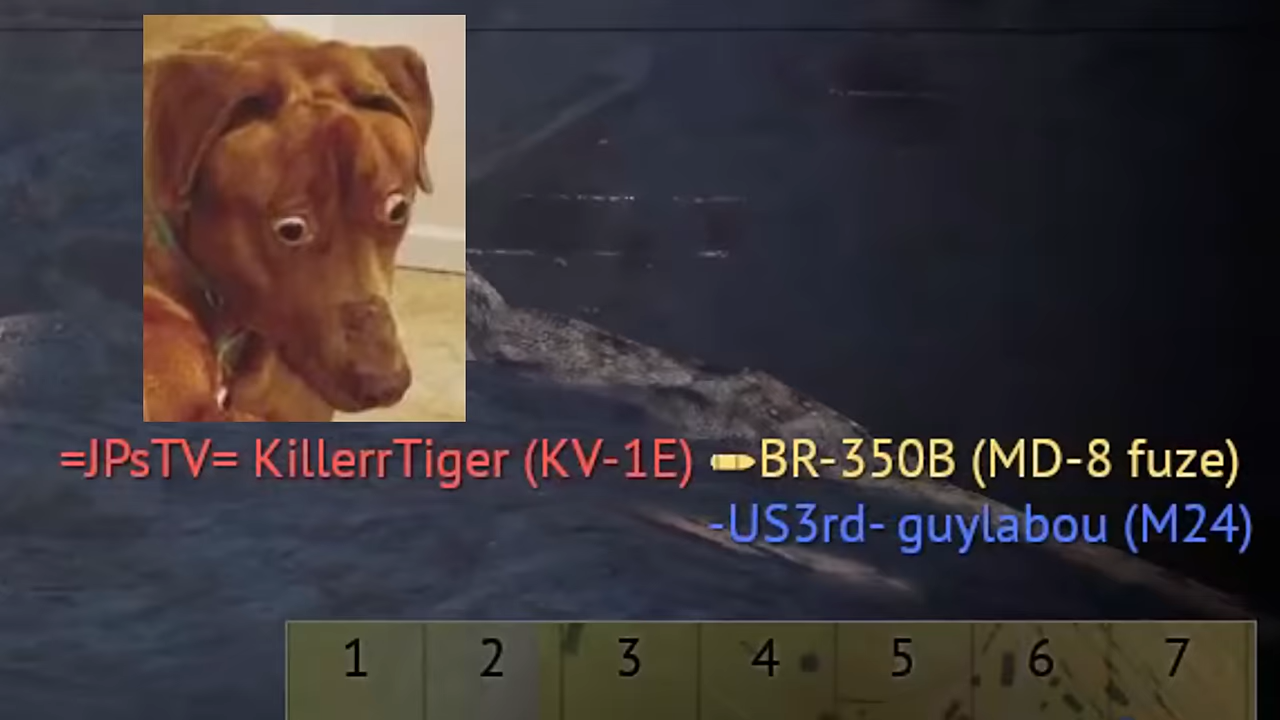 =JPsTV= KillerrTiger (KV-1E) BR-350B (MD-8 fuze)
-US3rd- guylabou (M24)
1 2 3 4 5 6 7